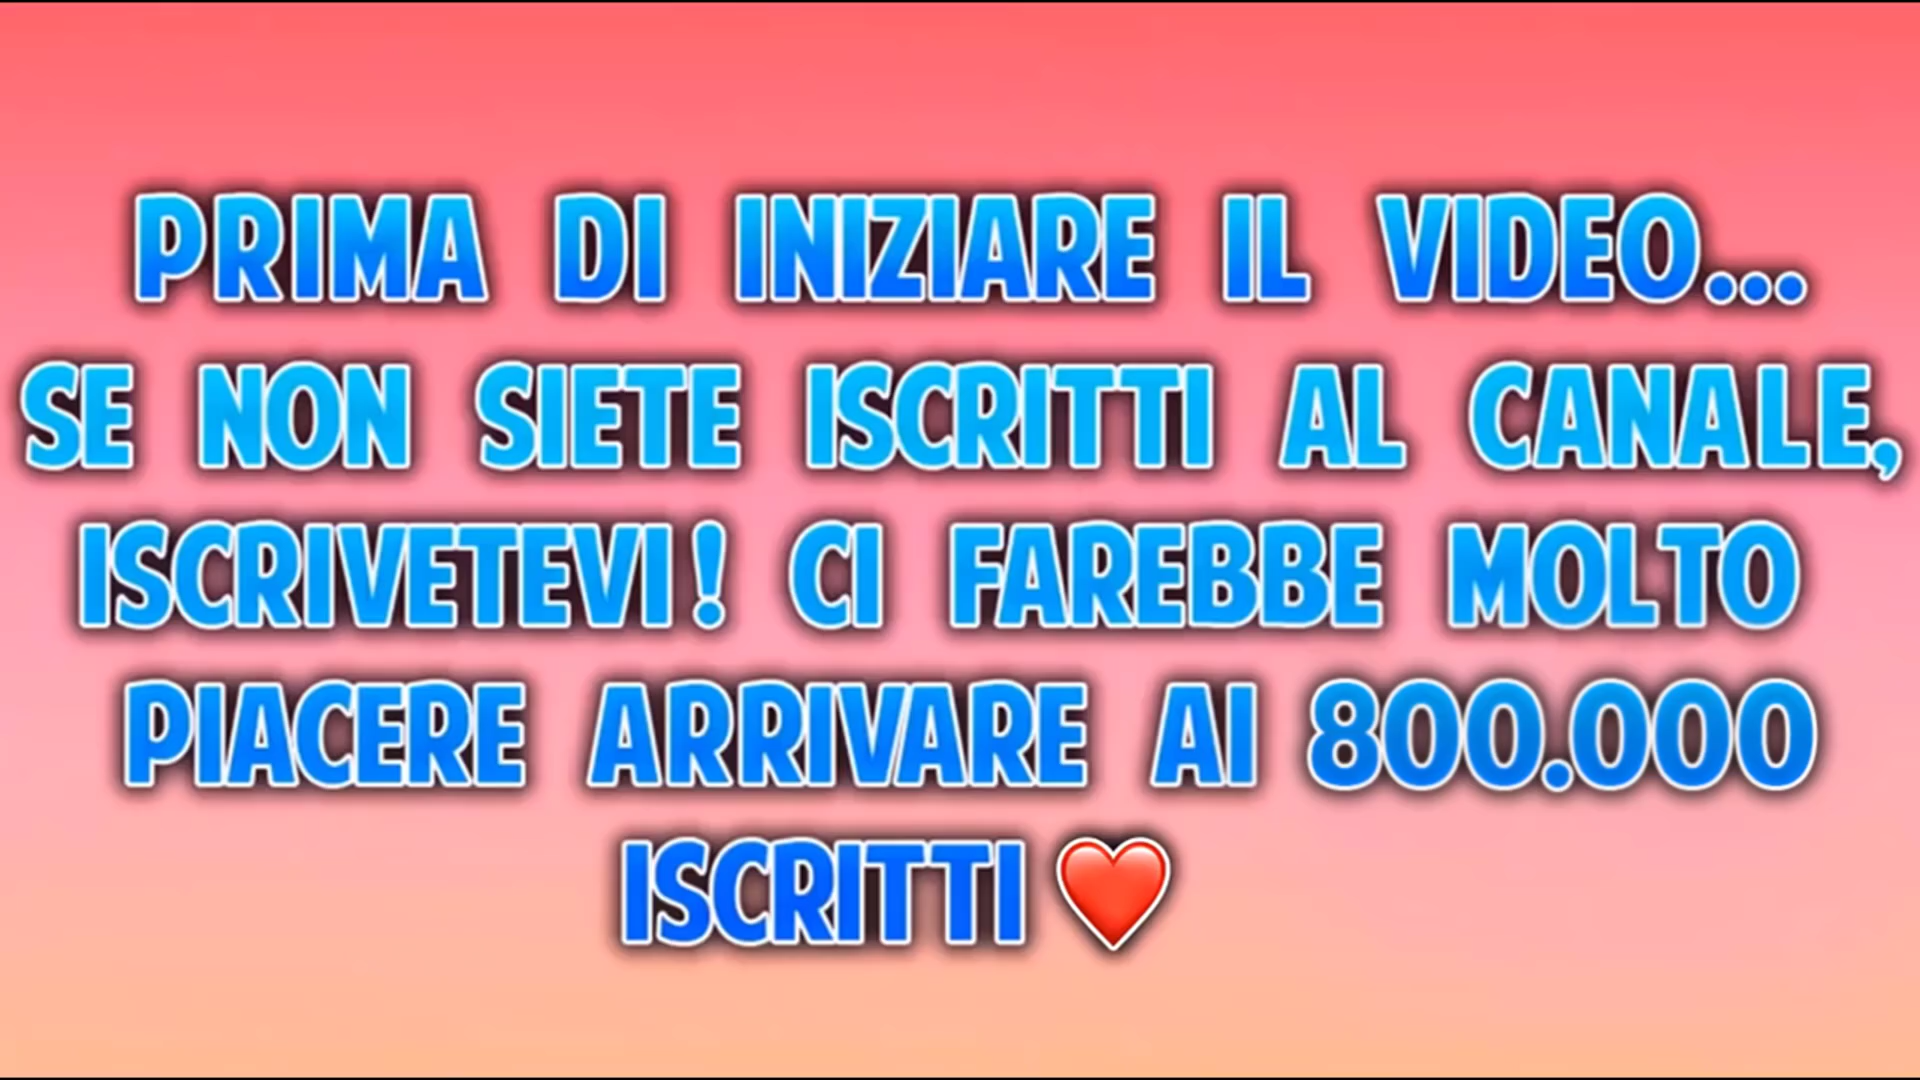 PRIMA DI INIZIARE IL VIDEO...
SE NON SIETE ISCRITTI AL CANALE,
ISCRIVETEVI! CI FAREBBE MOLTO
PIACERE ARRIVARE AI 800.000
ISCRITTI ❤️